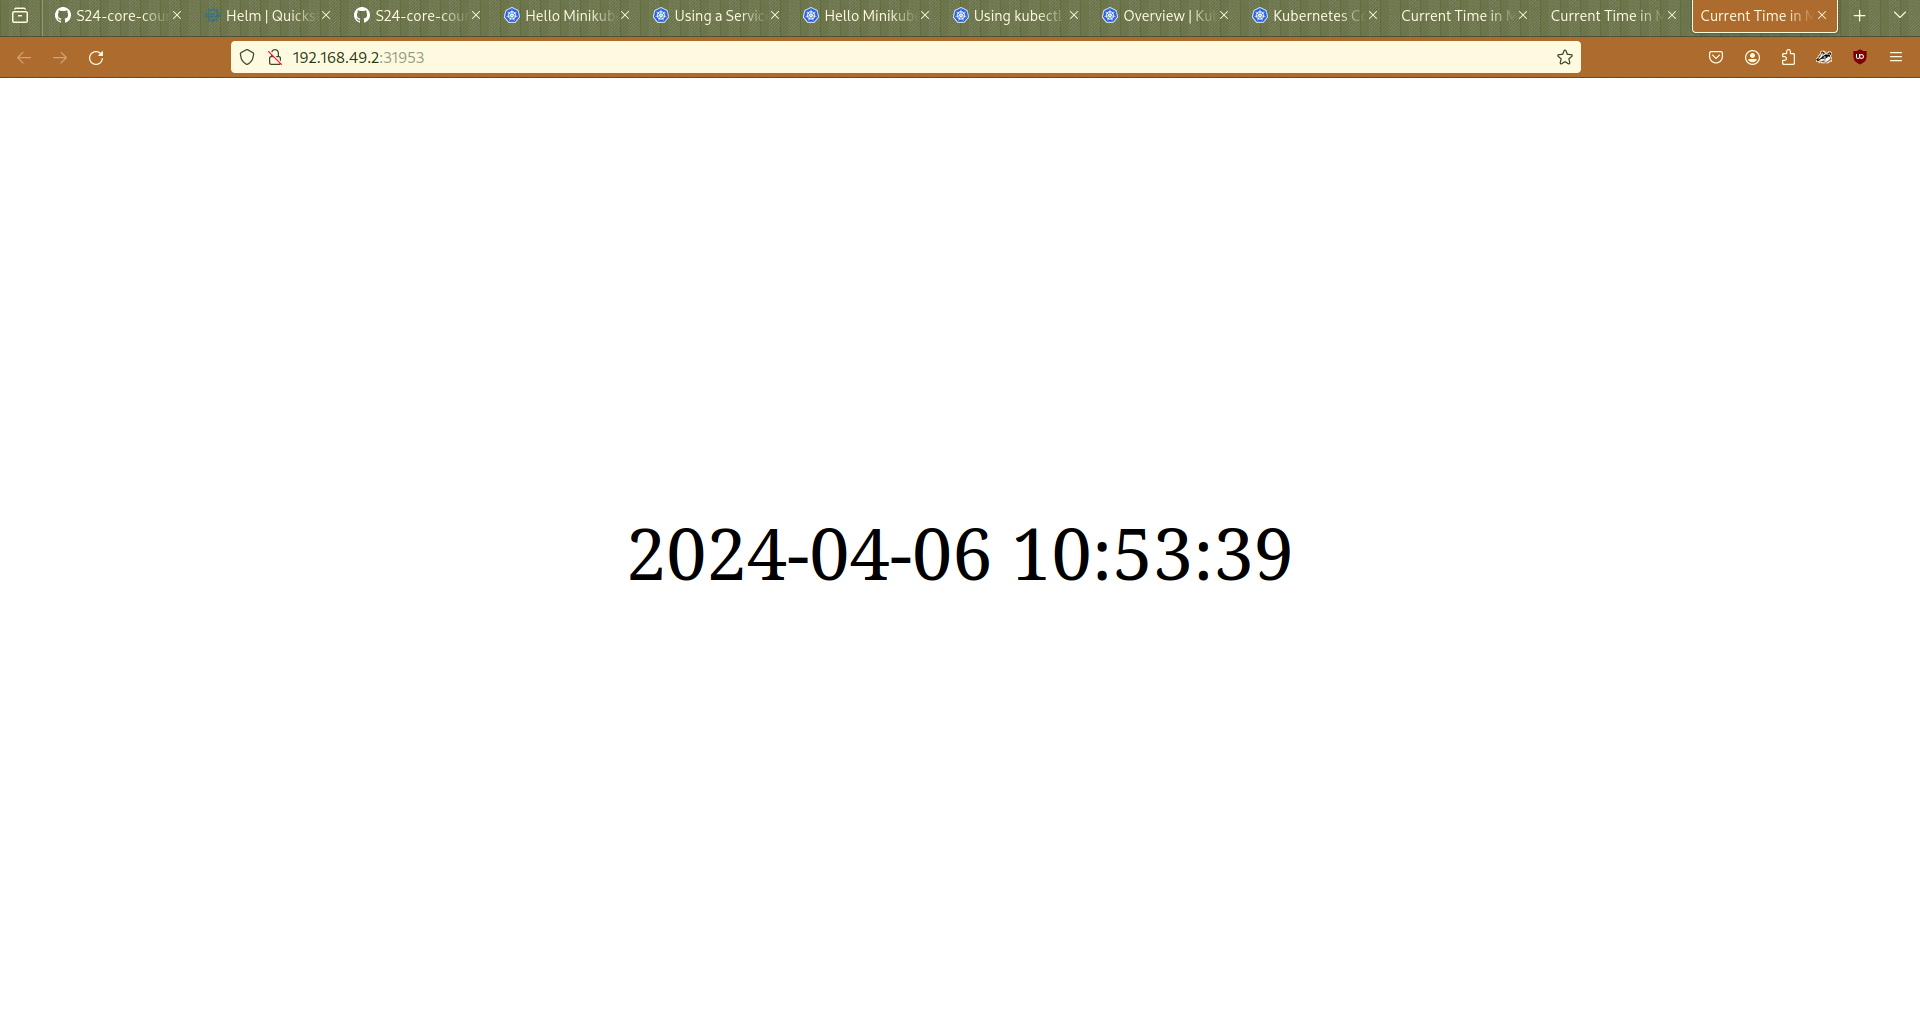 S24-core-cou
Helm | Quicks
S24-core-cou
Hello Minikub
Using a Servic
Hello Minikub
Using kubectl
Overview | Ku
Kubernetes C
Current Time in
Current Time in
Current Time in
192.168.49.2:31953
2024-04-06 10:53:39